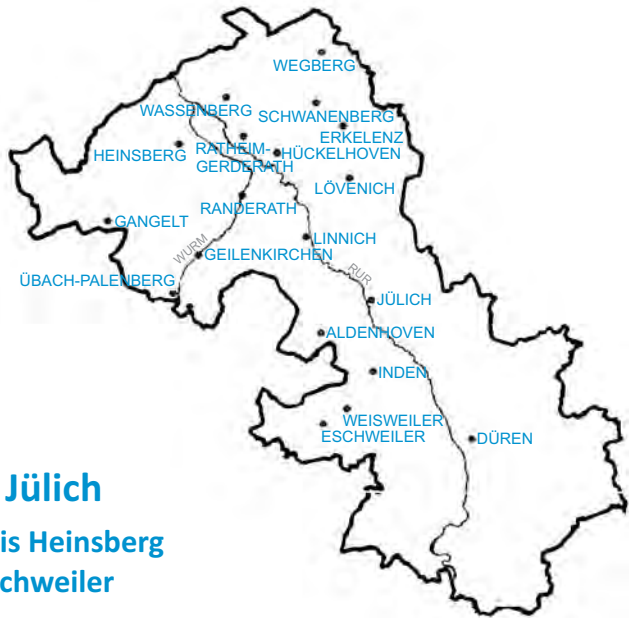 WEGBERG
WASSENBERG
SCHWANENBERG
ERKELENZ
HEINSBERG
RATHEIM-
GERDERATH
HÜCKELHOVEN
LÖVENICH
RANDERATH
GANGELT
LINNICH
WURM
GEILENKIRCHEN
RUR
ÜBACH-PALENBERG
JÜLICH
ALDENHOVEN
INDEN
WEISWEILER
ESCHWEILER
DÜREN
Jülich
is Heinsberg
chweiler